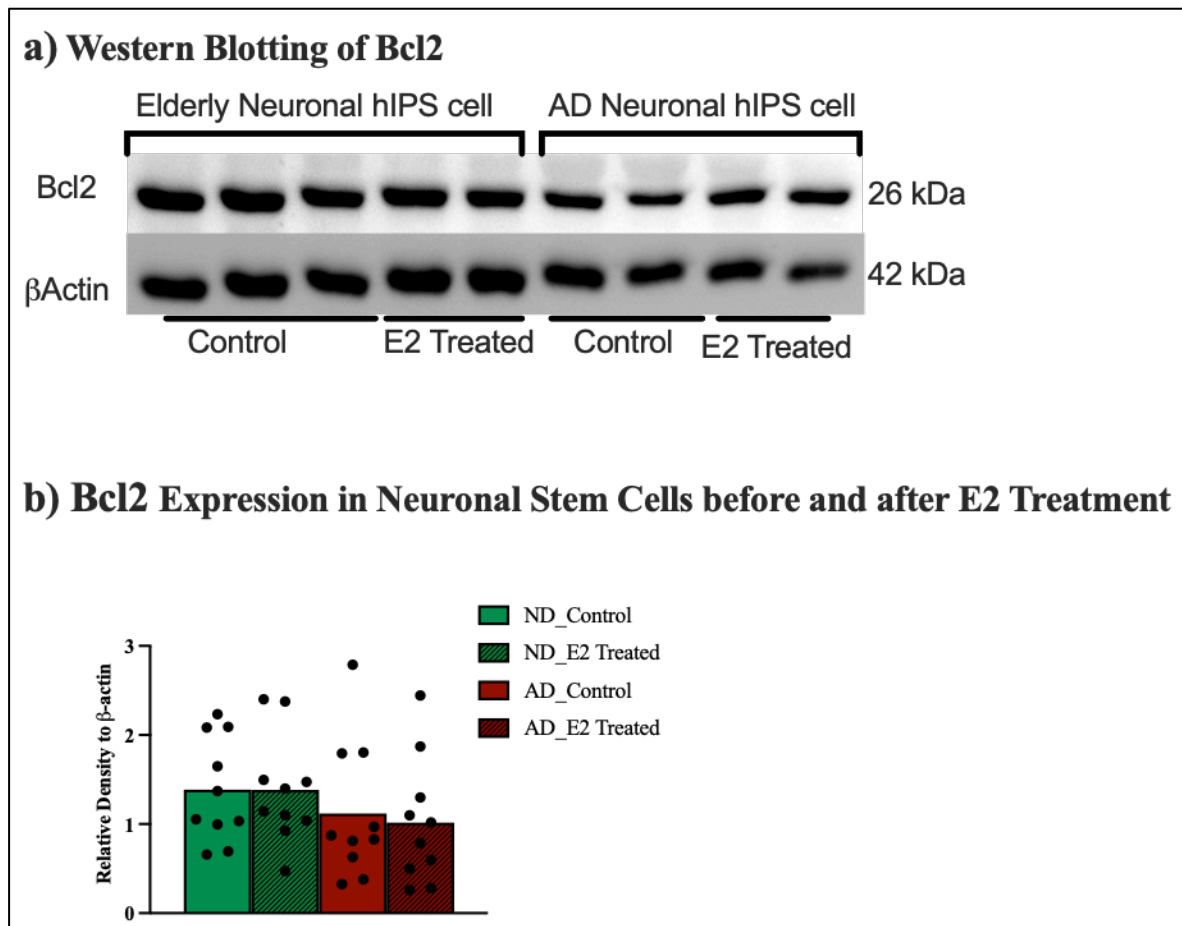 a) Western Blotting of Bcl2
Elderly Neuronal hIPS cell AD Neuronal hIPS cell
Bcl2 26 kDa
βActin 42 kDa
Control E2 Treated Control E2 Treated
b) Bcl2 Expression in Neuronal Stem Cells before and after E2 Treatment
ND_Control
ND_E2 Treated
AD_Control
AD_E2 Treated
Relative Density to β-actin
3
2
1
0